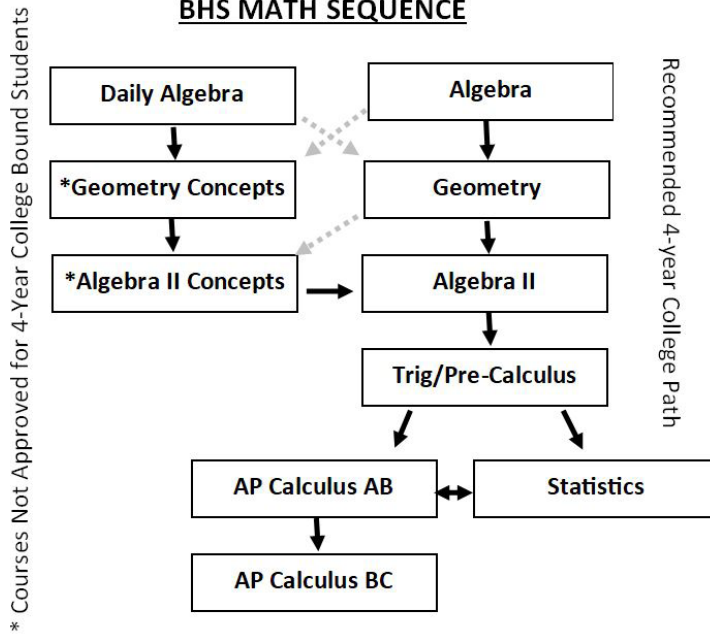 BHS MATH SEQUENCE
* Courses Not Approved for 4-Year College Bound Students
Recommended 4-year College Path
Daily Algebra
Algebra
*Geometry Concepts
Geometry
*Algebra II Concepts
Algebra II
Trig/Pre-Calculus
AP Calculus AB
Statistics
AP Calculus BC